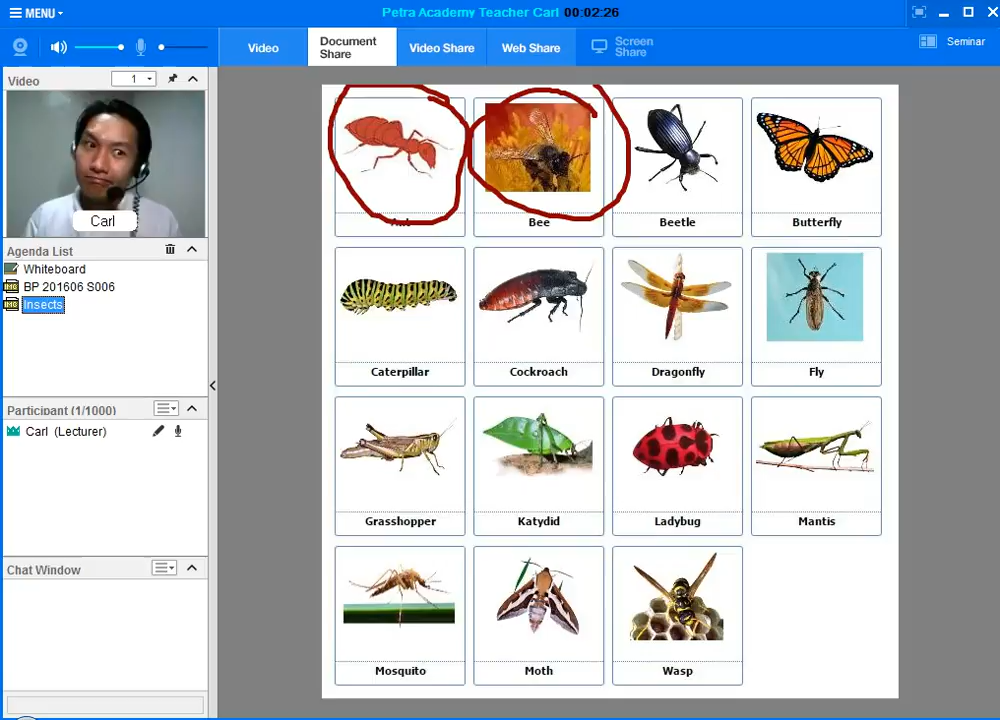 MENU
Petra Academy Teacher Carl 00:02:26
Video
Document Share
Video Share
Web Share
Screen Share
Seminar
Video
1
Carl
Agenda List
Whiteboard
BP 201606 S006
Insects
Participant (1/1000)
Carl (Lecturer)
Chat Window
Ant
Bee
Beetle
Butterfly
Caterpillar
Cockroach
Dragonfly
Fly
Grasshopper
Katydid
Ladybug
Mantis
Mosquito
Moth
Wasp